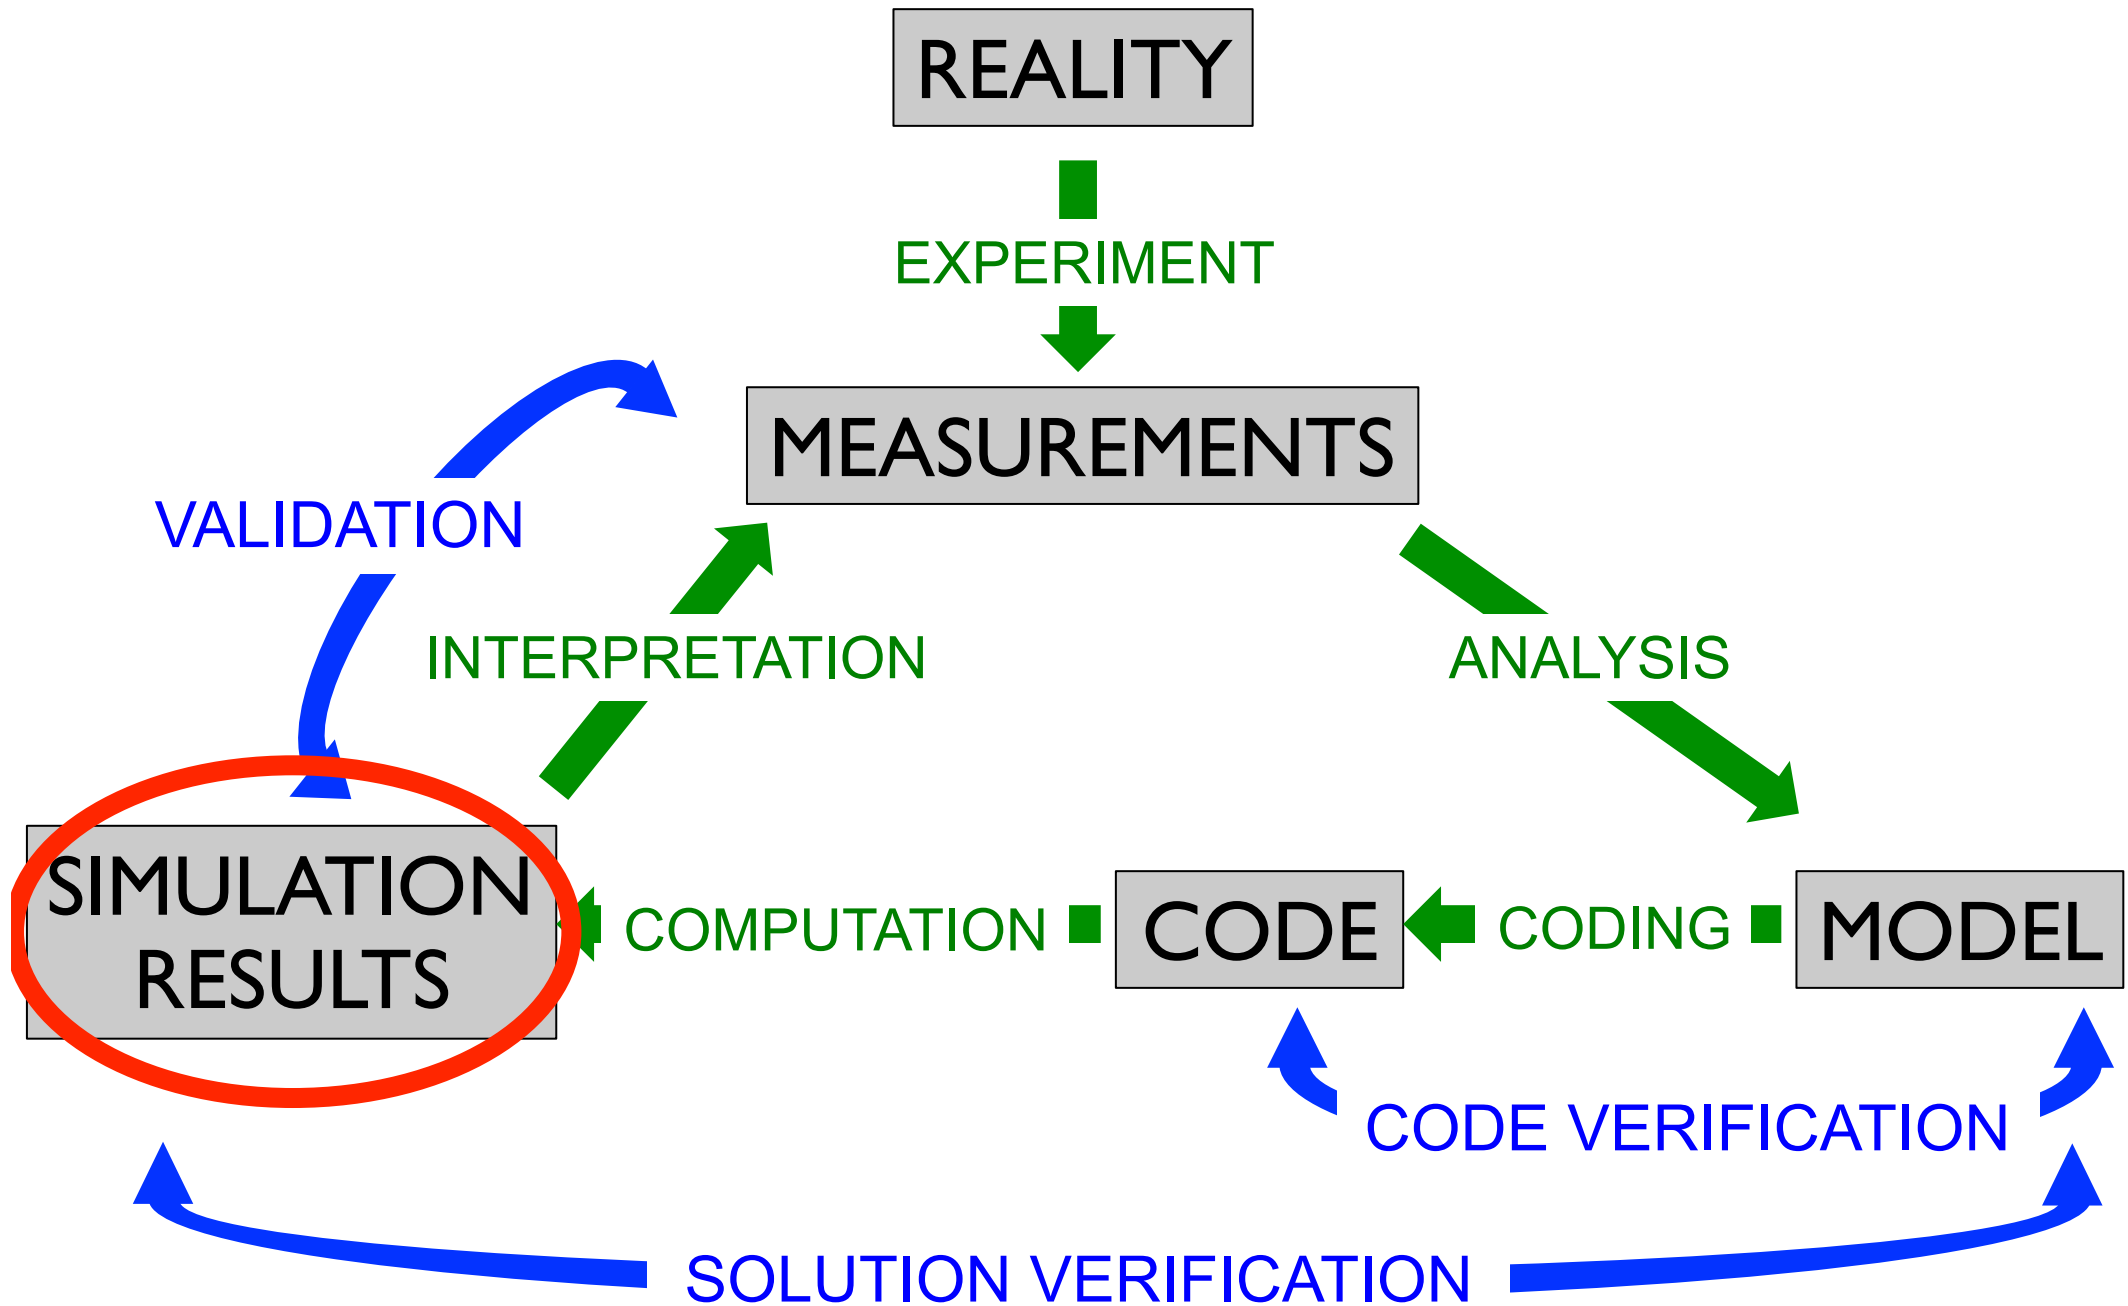 REALITY
EXPERIMENT
MEASUREMENTS
VALIDATION
INTERPRETATION
ANALYSIS
SIMULATION
RESULTS
COMPUTATION
CODE
CODING
MODEL
CODE VERIFICATION
SOLUTION VERIFICATION